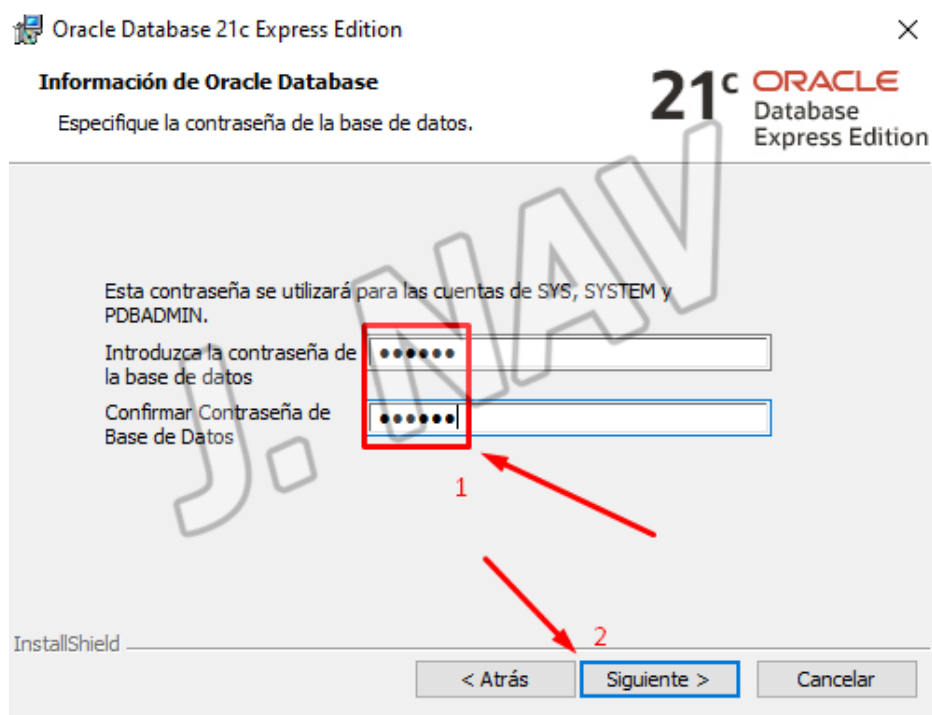 Oracle Database 21c Express Edition
Información de Oracle Database
Especifique la contraseña de la base de datos.
21c ORACLE
Database
Express Edition
Esta contraseña se utilizará para las cuentas de SYS, SYSTEM y
PDBADMIN.
Introduzca la contraseña de
la base de datos
Confirmar Contraseña de
Base de Datos
1
J. NAV
2
InstallShield
< Atrás
Siguiente >
Cancelar